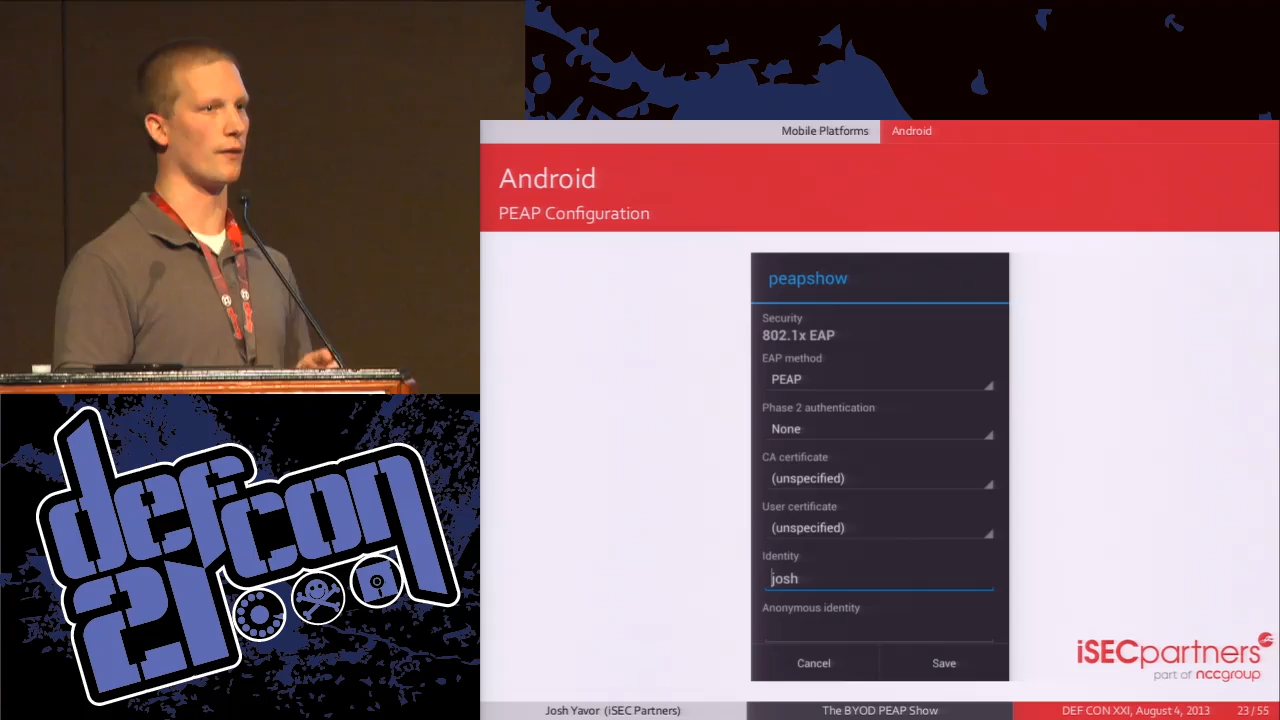 Mobile Platforms
Android
Android
PEAP Configuration
peapshow
Security
802.1x EAP
EAP method
PEAP
Phase 2 authentication
None
CA certificate
(unspecified)
User certificate
(unspecified)
Identity
josh
Anonymous identity
Cancel
Save
iSECpartners
part of nccgroup
Josh Yavor (iSEC Partners)
The BYOD PEAP Show
DEF CON XXI, August 4, 2013
23 / 55
defcon
21